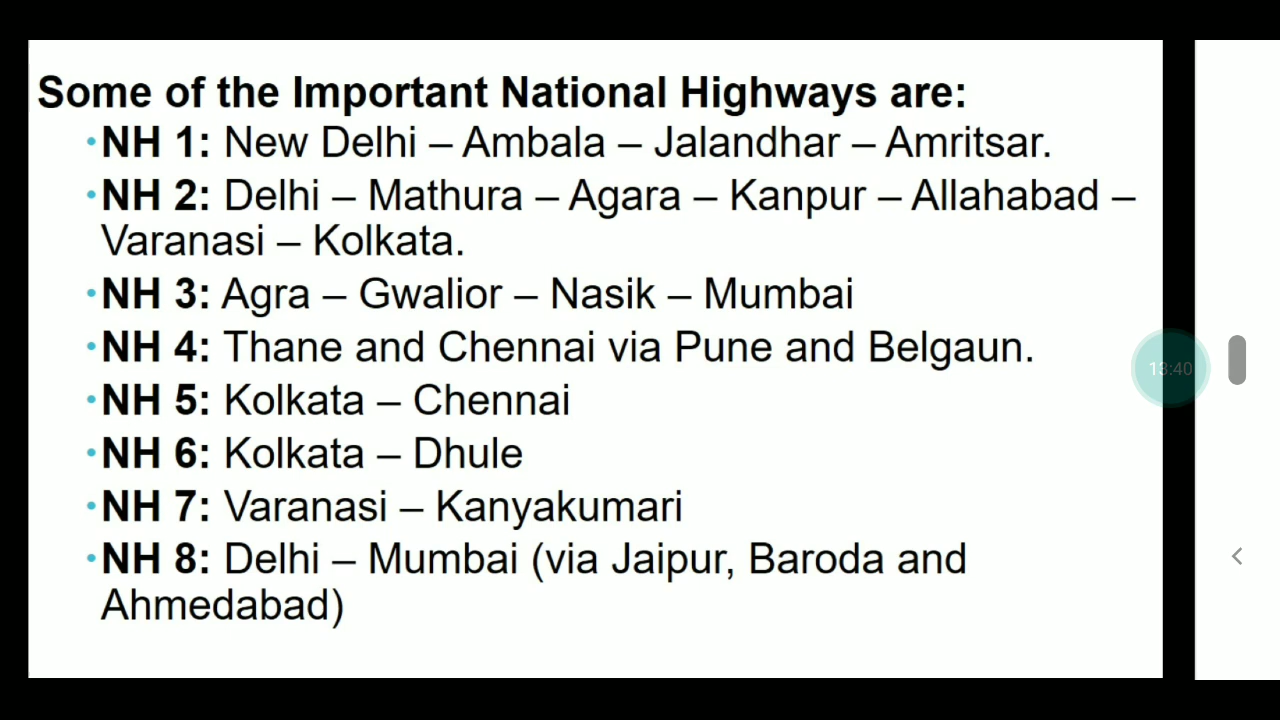 Some of the Important National Highways are:
•NH 1: New Delhi – Ambala – Jalandhar – Amritsar.
•NH 2: Delhi – Mathura – Agara – Kanpur – Allahabad –
Varanasi – Kolkata.
•NH 3: Agra – Gwalior – Nasik – Mumbai
•NH 4: Thane and Chennai via Pune and Belgaun.
13:40
•NH 5: Kolkata – Chennai
•NH 6: Kolkata – Dhule
•NH 7: Varanasi – Kanyakumari
•NH 8: Delhi – Mumbai (via Jaipur, Baroda and
Ahmedabad)